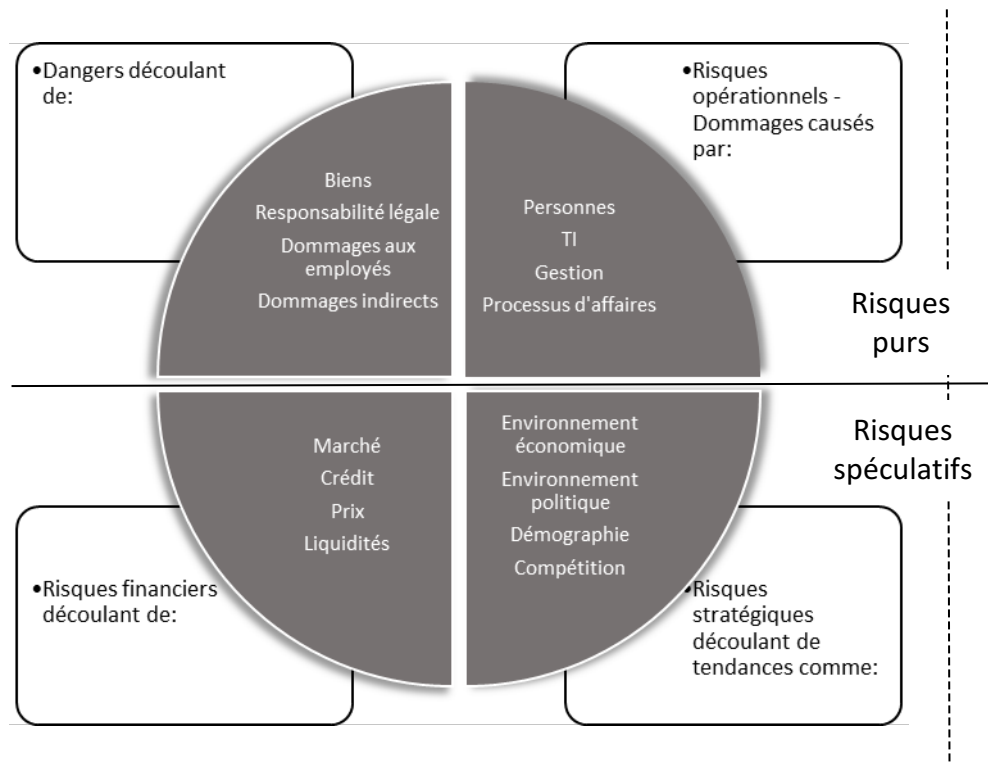 •Dangers découlant
de:
Biens
Responsabilité légale
Dommages aux
employés
Dommages indirects
•Risques
opérationnels -
Dommages causés
par:
Personnes
TI
Gestion
Processus d'affaires
Risques
purs
Risques
spéculatifs
Marché
Crédit
Prix
Liquidités
•Risques financiers
découlant de:
Environnement
économique
Environnement
politique
Démographie
Compétition
•Risques
stratégiques
découlant de
tendances comme: